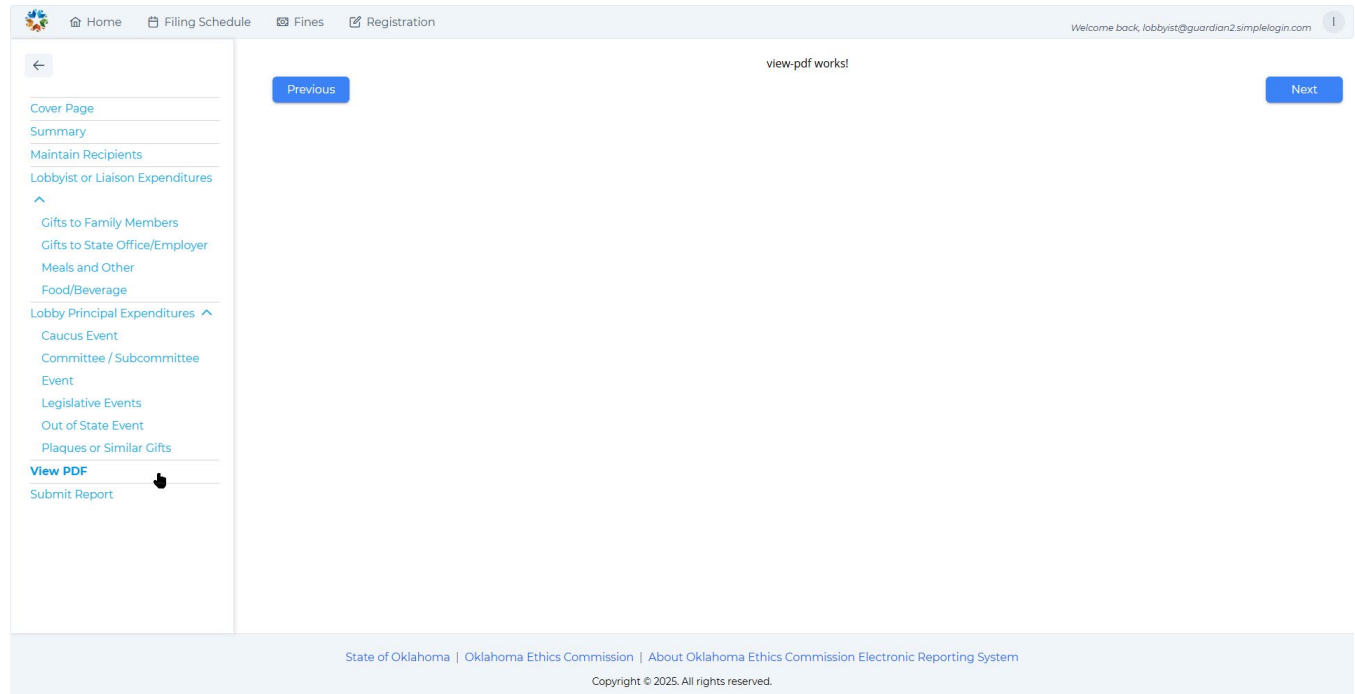 Home Filing Schedule Fines Registration
Welcome back, lobbyist@guardian2.simplelogin.com l
Cover Page
Summary
Maintain Recipients
Lobbyist or Liaison Expenditures
Gifts to Family Members
Gifts to State Office/Employer
Meals and Other
Food/Beverage
Lobby Principal Expenditures
Caucus Event
Committee / Subcommittee
Event
Legislative Events
Out of State Event
Plaques or Similar Gifts
View PDF
Submit Report
view-pdf works!
Previous Next
State of Oklahoma | Oklahoma Ethics Commission | About Oklahoma Ethics Commission Electronic Reporting System
Copyright © 2025. All rights reserved.